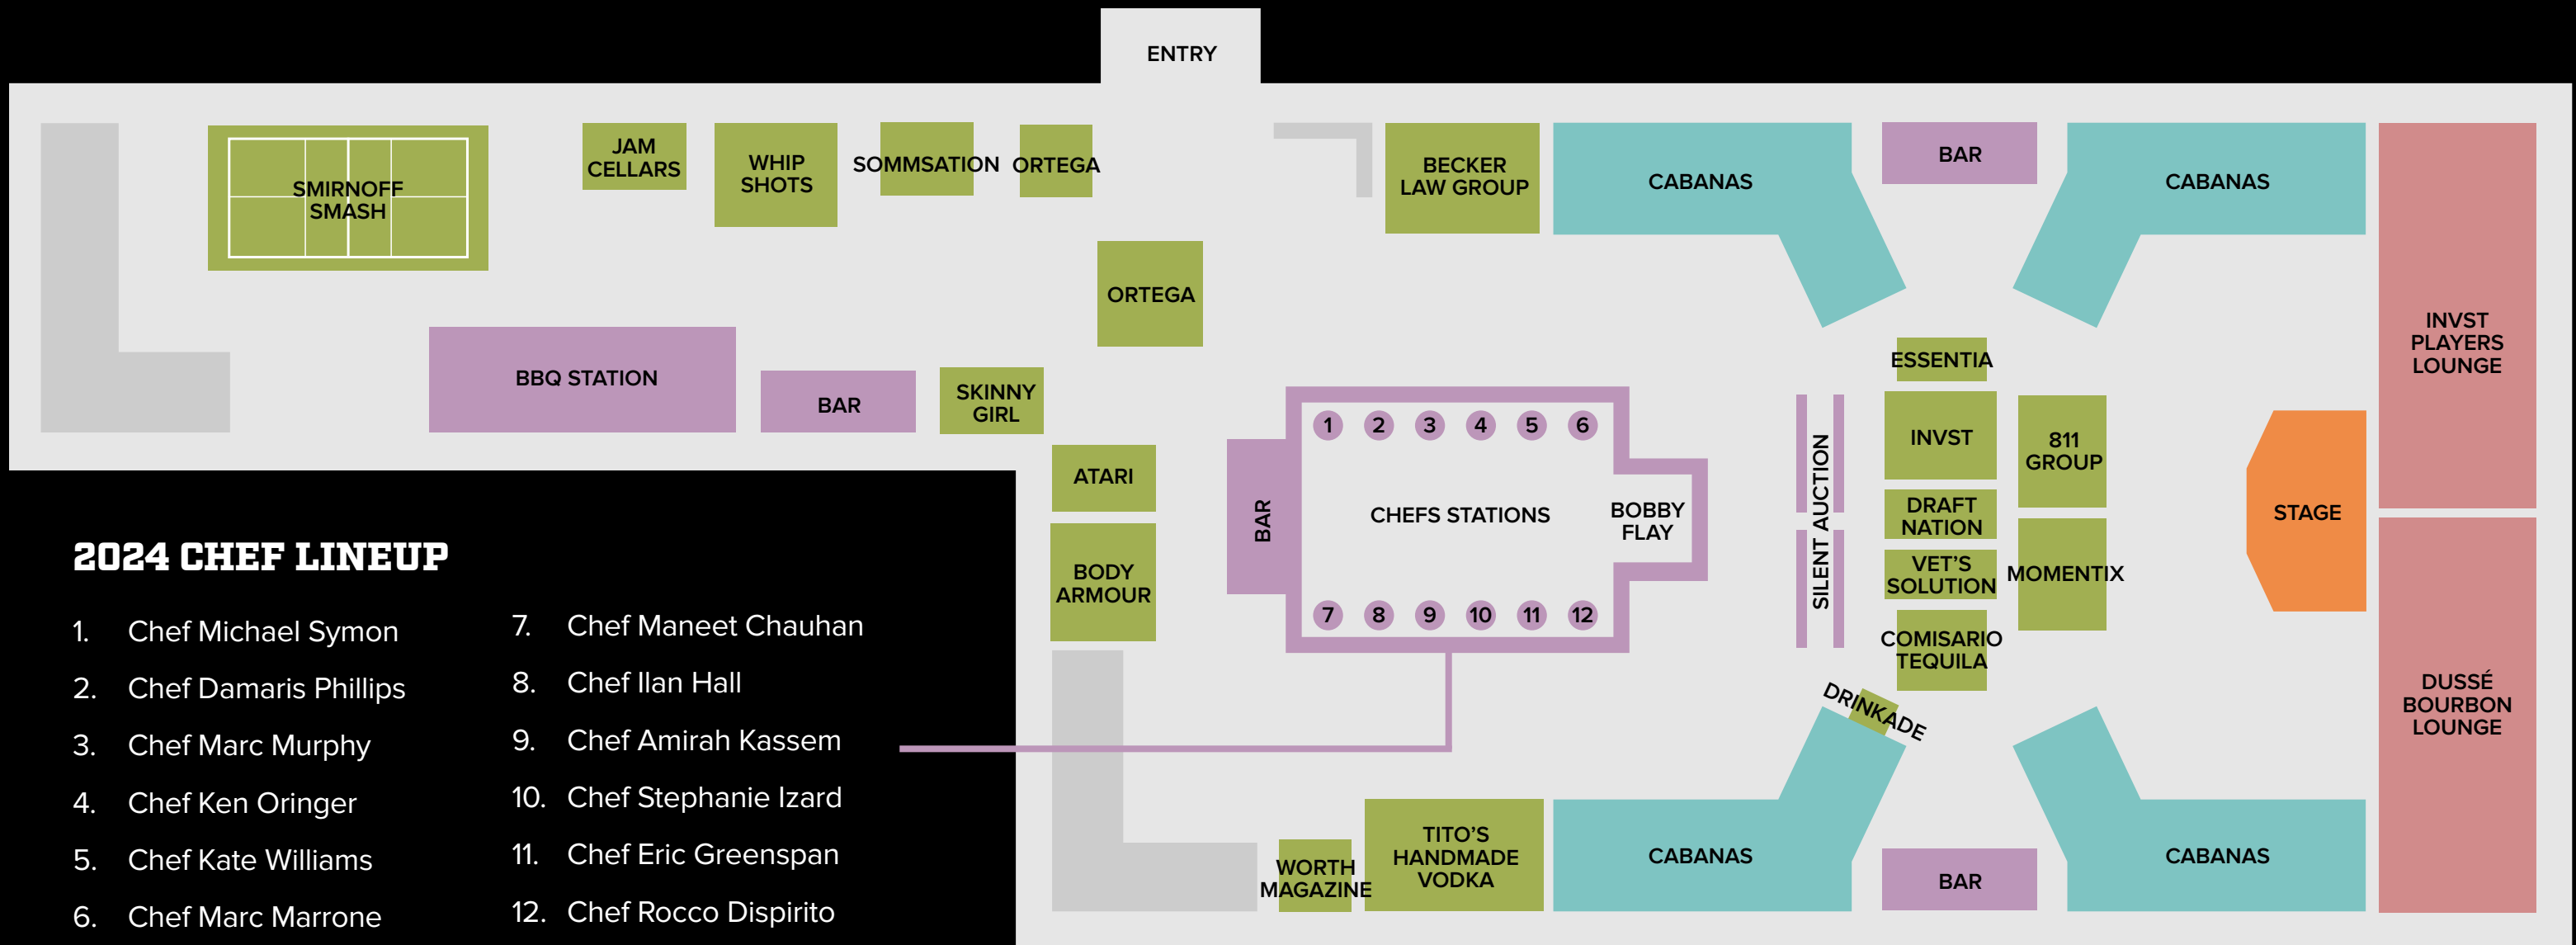 ENTRY
SMIRNOFF
SMASH
JAM
CELLARS
WHIP
SHOTS
SOMMSATION
ORTEGA
BECKER
LAW GROUP
CABANAS
BAR
CABANAS
ORTEGA
INVST
PLAYERS
LOUNGE
BBQ STATION
BAR
SKINNY
GIRL
ESSENTIA
ATARI
1 2 3 4 5 6
CHEFS STATIONS
BAR
BOBBY
FLAY
7 8 9 10 11 12
SILENT AUCTION
INVST
811
GROUP
DRAFT
NATION
VET'S
SOLUTION
MOMENTIX
COMISARIO
TEQUILA
STAGE
BODY
ARMOUR
DRINKADE
DUSSÉ
BOURBON
LOUNGE
WORTH
MAGAZINE
TITO'S
HANDMADE
VODKA
CABANAS
BAR
CABANAS
2024 CHEF LINEUP
1. Chef Michael Symon
2. Chef Damaris Phillips
3. Chef Marc Murphy
4. Chef Ken Oringer
5. Chef Kate Williams
6. Chef Marc Marrone
7. Chef Maneet Chauhan
8. Chef Ilan Hall
9. Chef Amirah Kassem
10. Chef Stephanie Izard
11. Chef Eric Greenspan
12. Chef Rocco Dispirito